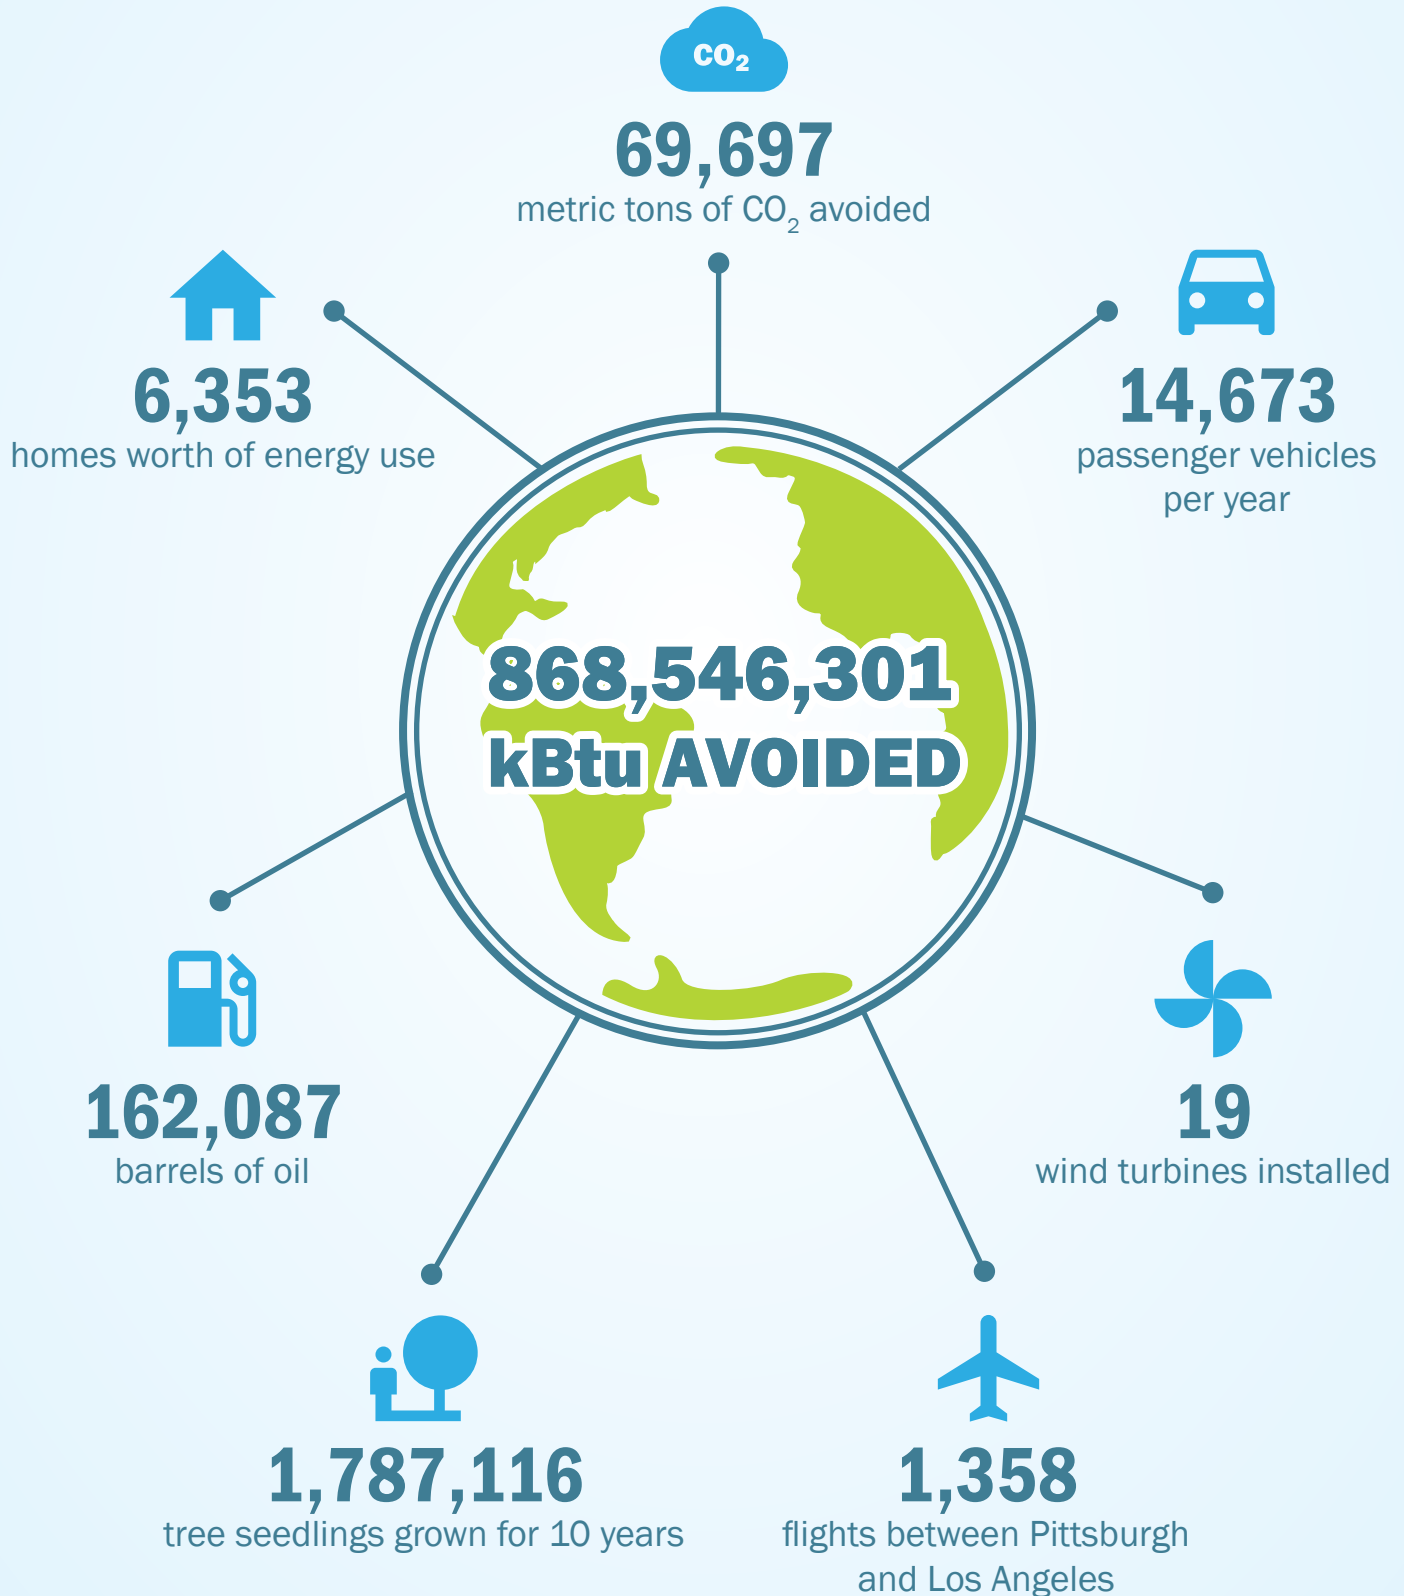 CO₂
69,697
metric tons of CO₂ avoided
6,353
homes worth of energy use
14,673
passenger vehicles
per year
868,546,301
kBtu AVOIDED
162,087
barrels of oil
19
wind turbines installed
1,787,116
tree seedlings grown for 10 years
1,358
flights between Pittsburgh
and Los Angeles